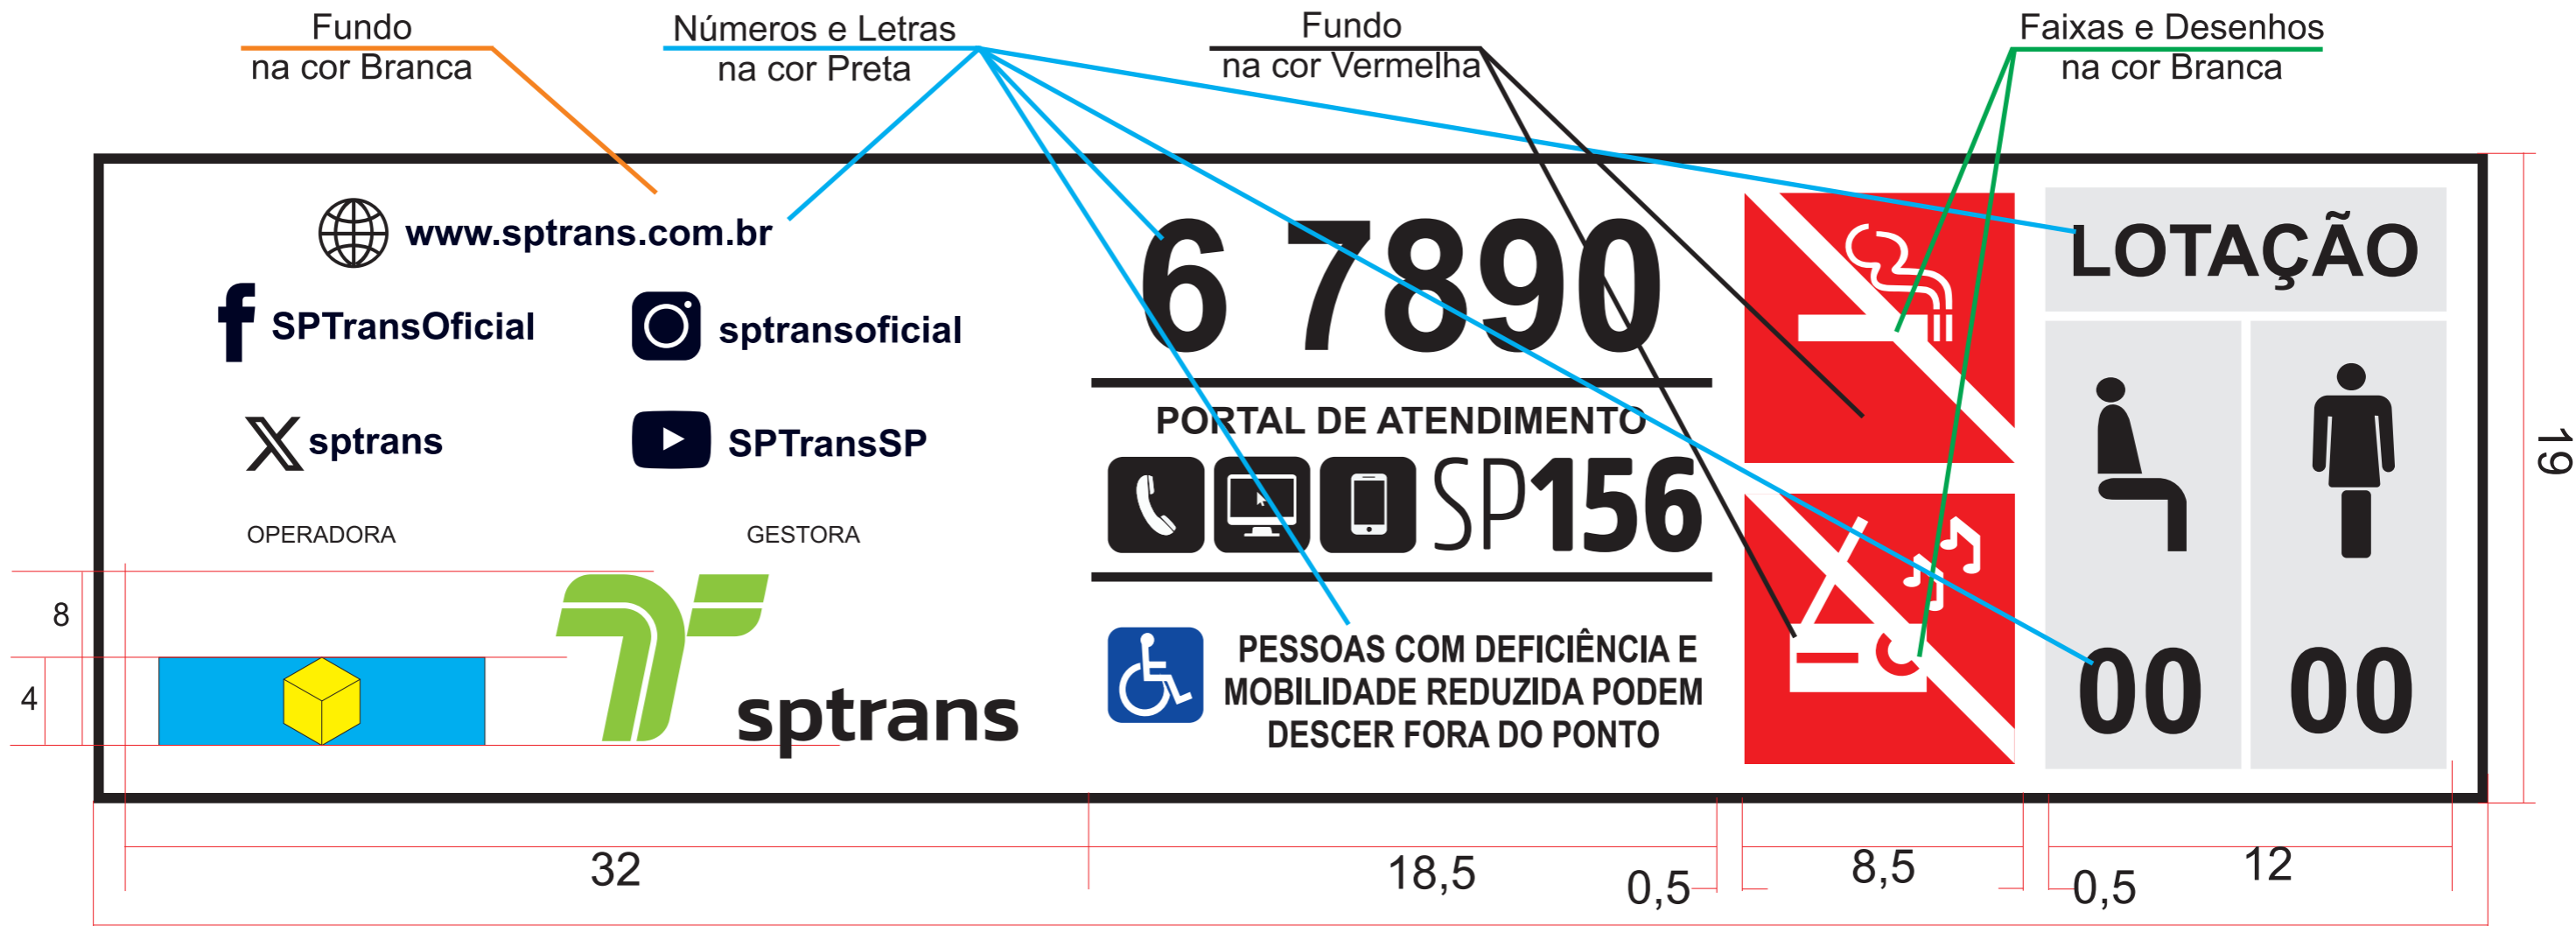 Fundo
na cor Branca
Números e Letras
na cor Preta
Fundo
na cor Vermelha
Faixas e Desenhos
na cor Branca
www.sptrans.com.br
SPTransOficial
sptransoficial
sptrans
SPTransSP
OPERADORA
GESTORA
sptrans
6 7890
PORTAL DE ATENDIMENTO
SP156
PESSOAS COM DEFICIÊNCIA E
MOBILIDADE REDUZIDA PODEM
DESCER FORA DO PONTO
LOTAÇÃO
00
00
19
8
4
32
18,5
0,5
8,5
0,5
12